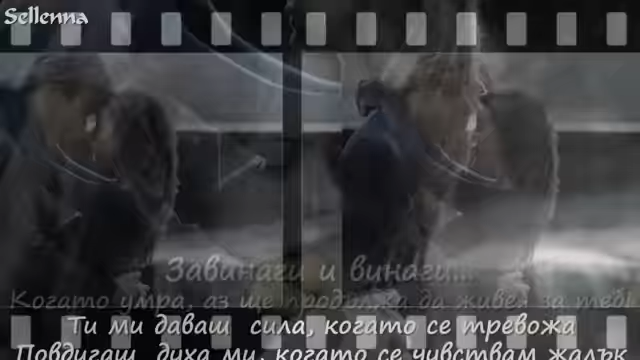 Sellenna
Завинаги и винаги...
Когато умра, аз ще продължа да живея за теб!
Ти ми даваш сила, когато се тревожа
Повдигаш духа ми, когато се чувствам жалък